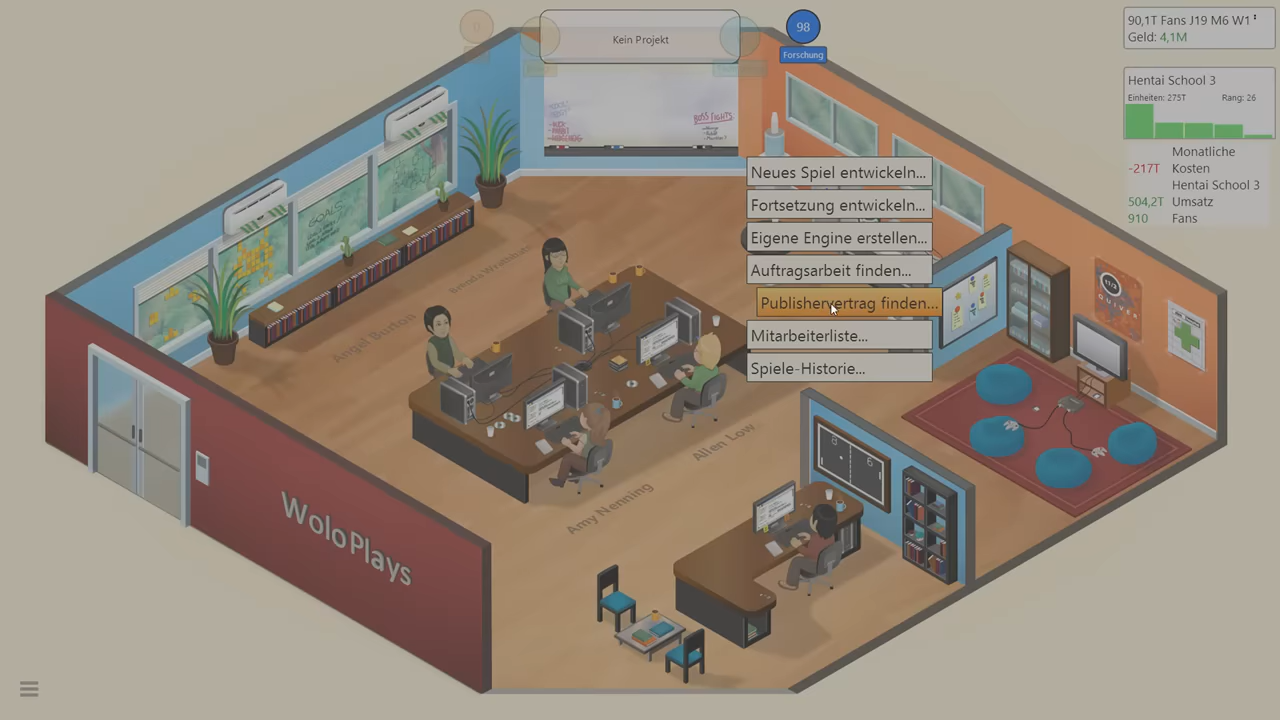 Kein Projekt
98
Forschung
90,1T Fans J19 M6 W1
Geld: 4,1M
Hentai School 3
Einheiten: 275T
Rang: 26
Monatliche
-217T Kosten
Hentai School 3
504,2T Umsatz
910 Fans
BOSS FIGHTS:
GOALS
Neues Spiel entwickeln...
Fortsetzung entwickeln...
Eigene Engine erstellen...
Auftragsarbeit finden...
Publishervertrag finden...
Mitarbeiterliste...
Spiele-Historie...
Brenda Wrathbate
Angel Burton
Allen Low
Amy Nenning
WoloPlays